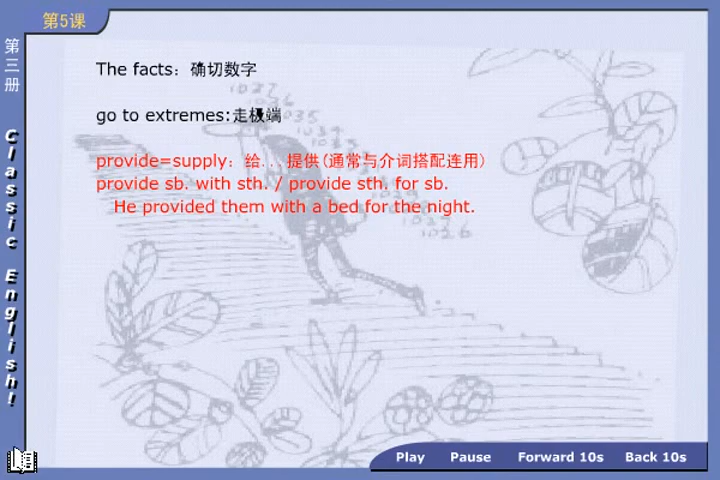 第5课
第三册
Classic English!
The facts：确切数字
go to extremes:走极端
provide=supply：给...提供(通常与介词搭配连用)
provide sb. with sth. / provide sth. for sb.
He provided them with a bed for the night.
Play Pause Forward 10s Back 10s